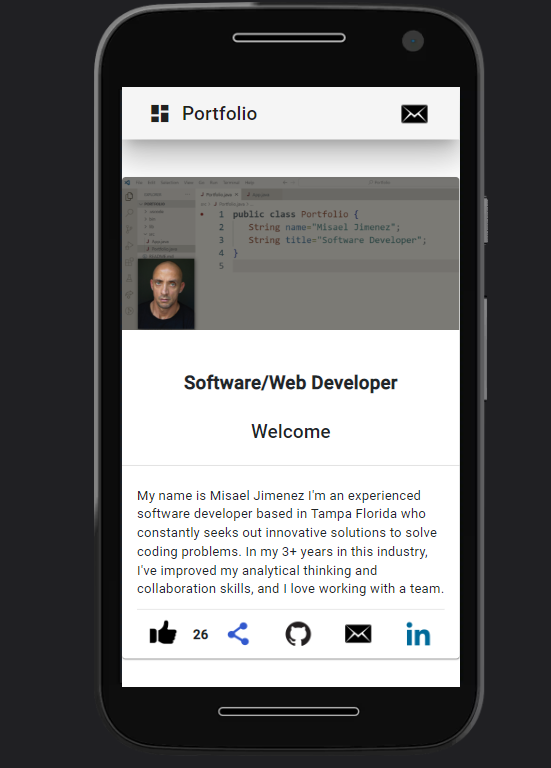 Portfolio
Portfolio.java
1 public class Portfolio {
2 String name="Misael Jimenez";
3 String title="Software Developer";
4 }
5
Software/Web Developer
Welcome
My name is Misael Jimenez I'm an experienced
software developer based in Tampa Florida who
constantly seeks out innovative solutions to solve
coding problems. In my 3+ years in this industry,
I've improved my analytical thinking and
collaboration skills, and I love working with a team.
26
in